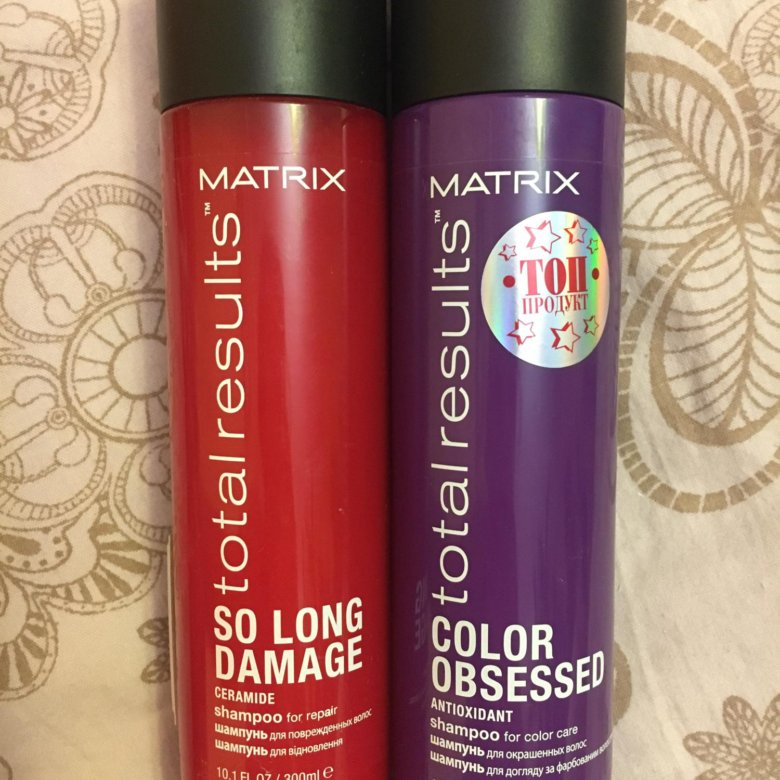 MATRIX
total results™
SO LONG
DAMAGE
CERAMIDE
shampoo for repair
шампунь для поврежденных волос
шампунь для відновлення
10.1 FL OZ / 300ml e
MATRIX
total results™
ТОП
ПРОДУКТ
COLOR
OBSESSED
ANTIOXIDANT
shampoo for color care
шампунь для окрашенных волос
шампунь для догляду за фарбованим